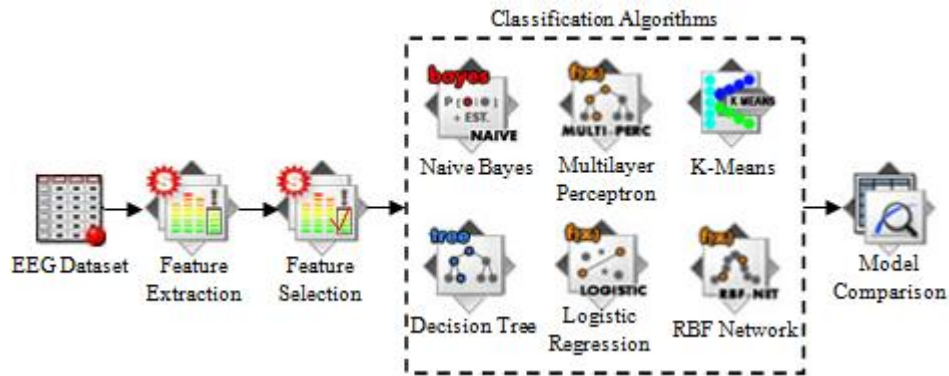 Classification Algorithms
bayes
P [ | ]
+ EST.
NAIVE
Naive Bayes
f(x)
MULTI-PERC
Multilayer
Perceptron
K MEANS
K-Means
EEG Dataset
S
Feature
Extraction
S
Feature
Selection
tree
Decision Tree
f(x)
LOGISTIC
Logistic
Regression
f(x)
RBF-NET
RBF Network
Model
Comparison